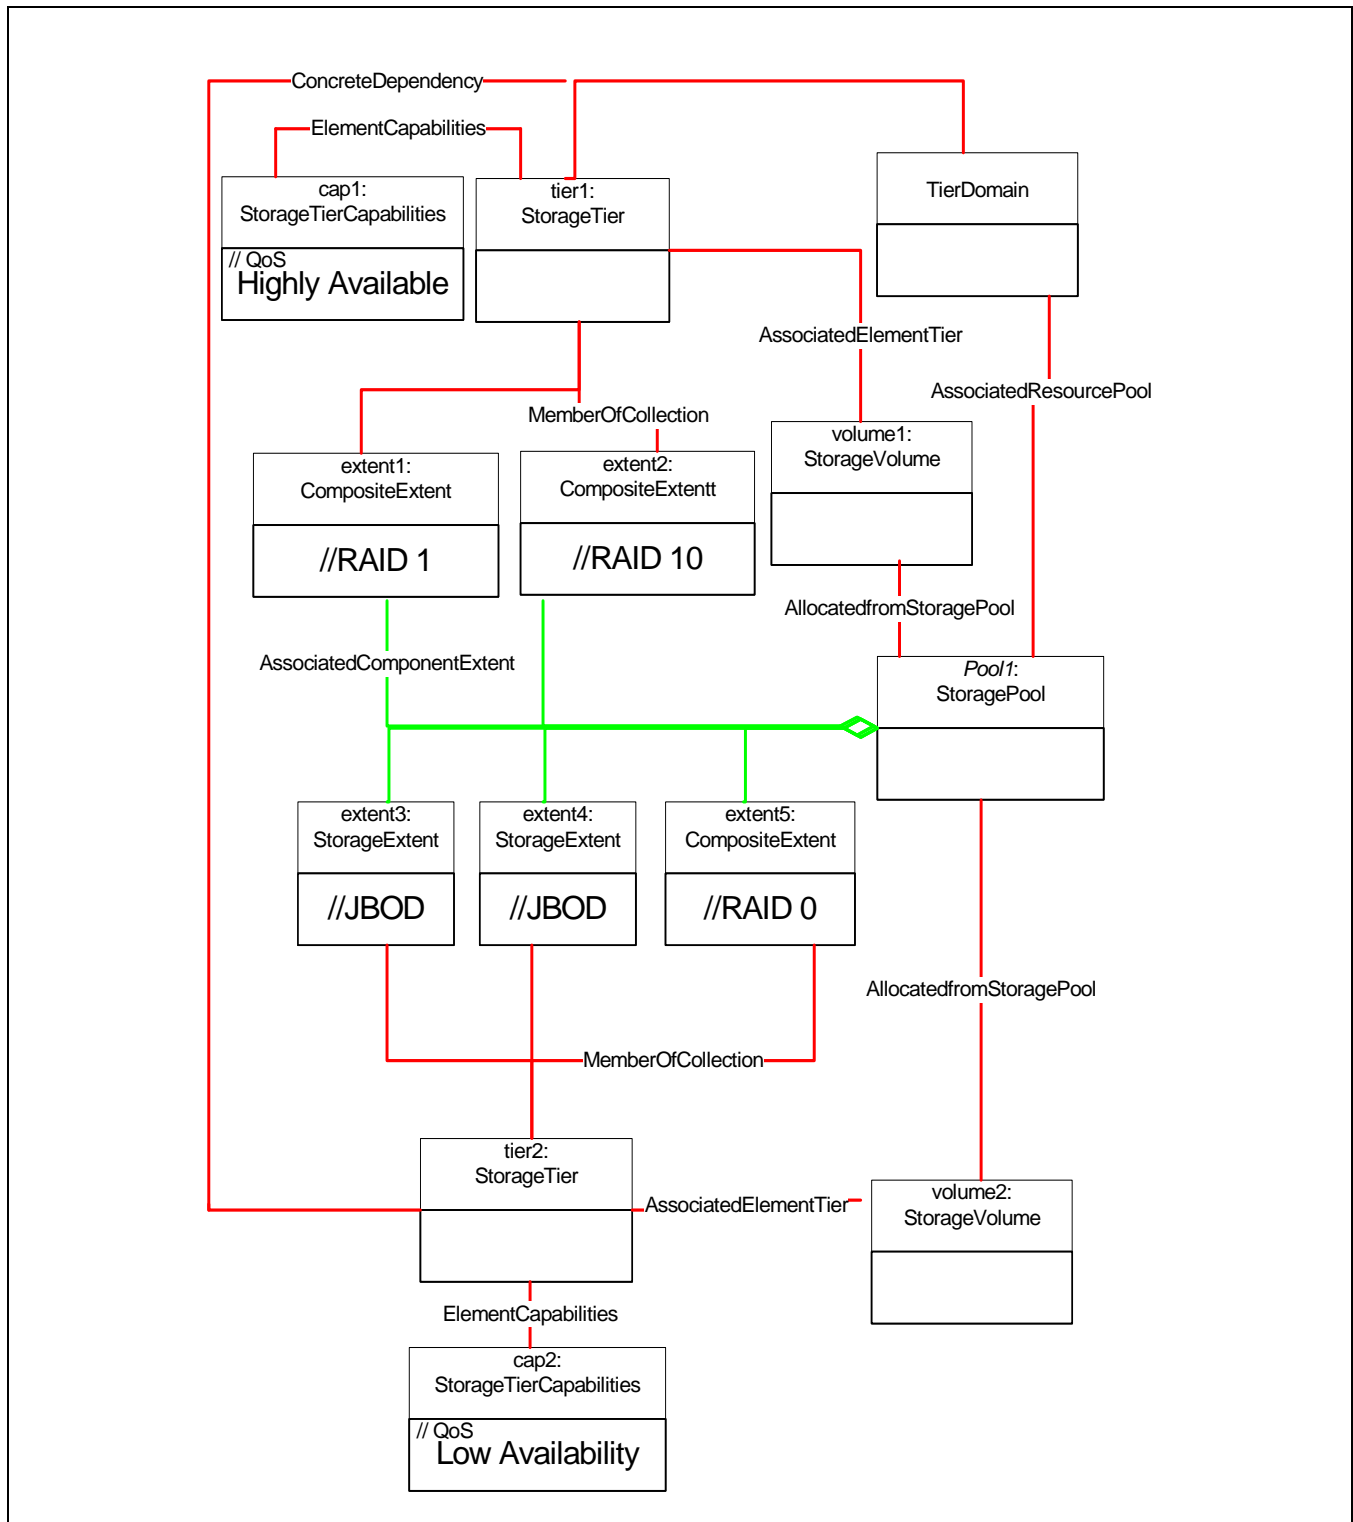 ConcreteDependency
ElementCapabilities
cap1:
StorageTierCapabilities
// QoS
Highly Available
tier1:
StorageTier
TierDomain
AssociatedElementTier
AssociatedResourcePool
MemberOfCollection
extent1:
CompositeExtent
//RAID 1
extent2:
CompositeExtentt
//RAID 10
volume1:
StorageVolume
AllocatedfromStoragePool
AssociatedComponentExtent
Pool1:
StoragePool
extent3:
StorageExtent
//JBOD
extent4:
StorageExtent
//JBOD
extent5:
CompositeExtent
//RAID 0
AllocatedfromStoragePool
MemberOfCollection
tier2:
StorageTier
AssociatedElementTier
volume2:
StorageVolume
ElementCapabilities
cap2:
StorageTierCapabilities
// QoS
Low Availability